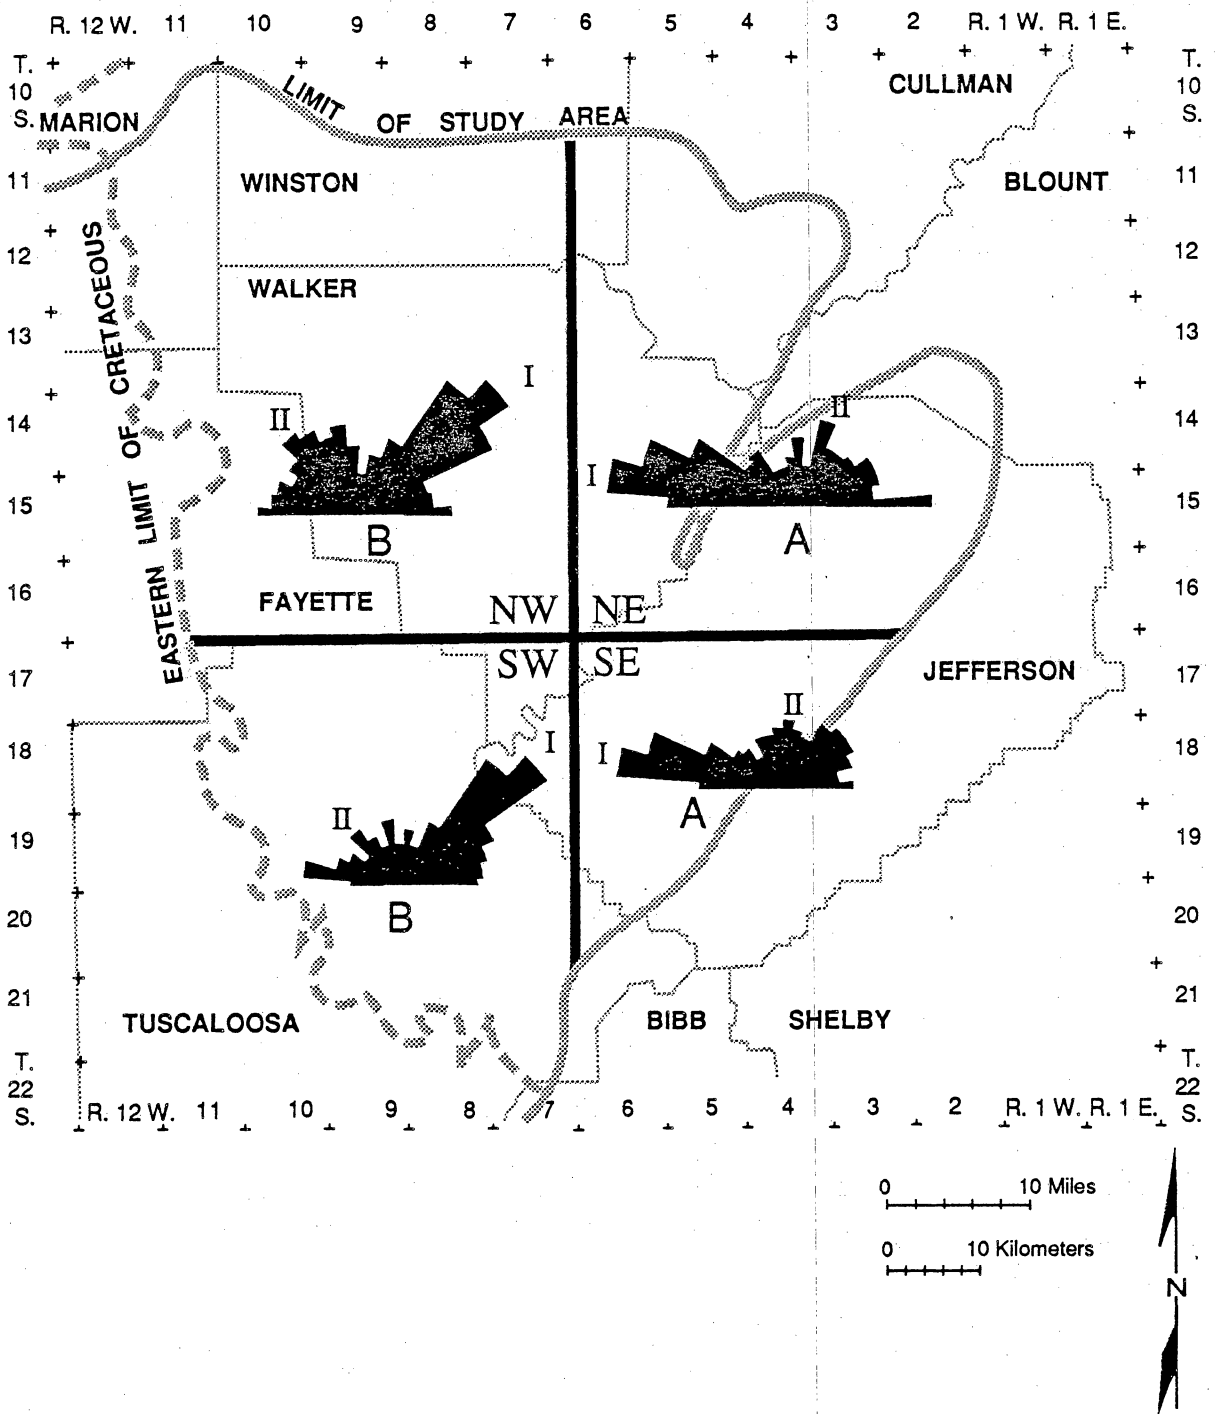 R. 12 W. 11 10 9 8 7 6 5 4 3 2 R. 1 W. R. 1 E.
T.
10
S.
T.
10
S.
CULLMAN
LIMIT OF STUDY AREA
MARION
11
WINSTON
BLOUNT
11
12
12
WALKER
13
13
EASTERN LIMIT OF CRETACEOUS
I
II
II
14
14
I
15
15
B
A
16
16
FAYETTE
NW NE
SW SE
17
JEFFERSON
17
II
I
I
18
18
II
A
19
19
B
20
20
21
21
TUSCALOOSA
BIBB
SHELBY
T.
22
S.
T.
22
S.
R. 12 W. 11 10 9 8 7 6 5 4 3 2 R. 1 W. R. 1 E.
0 10 Miles
0 10 Kilometers
N